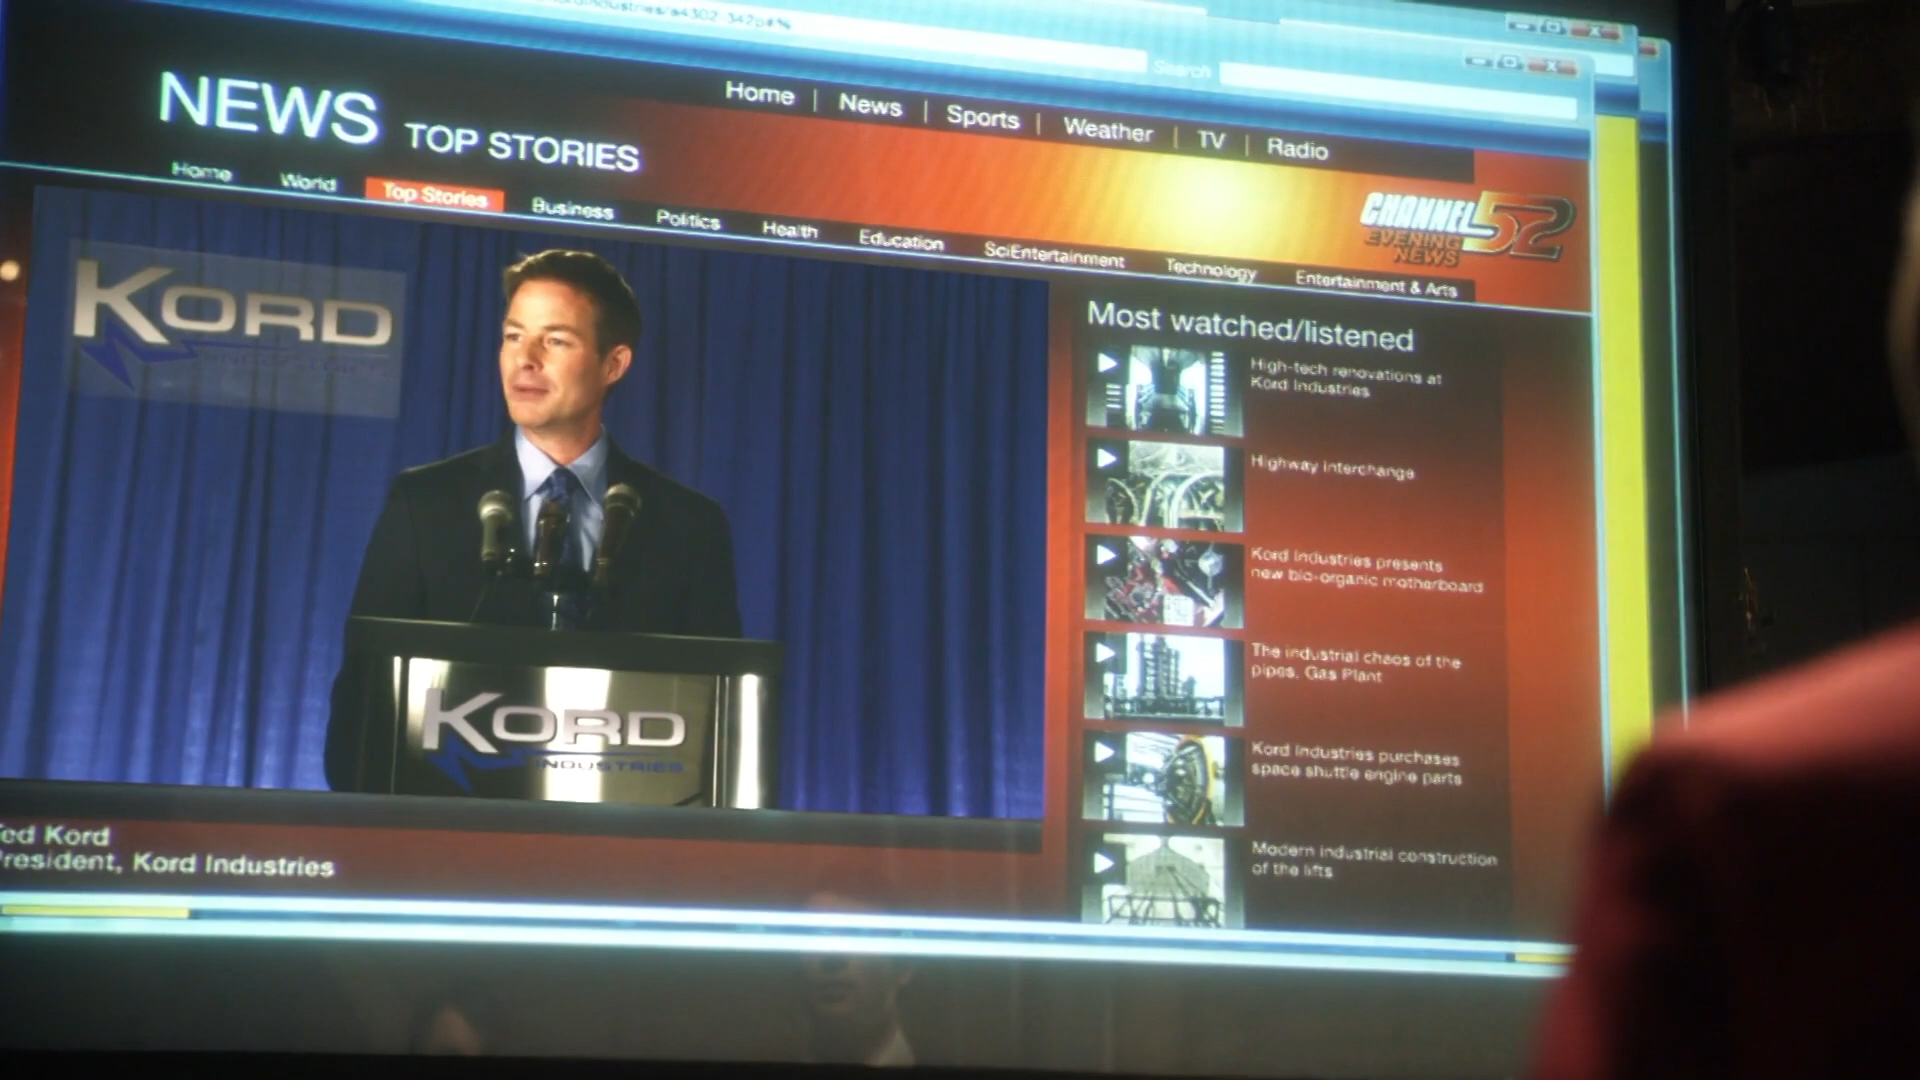 Search
NEWS TOP STORIES
Home | News | Sports | Weather | TV | Radio
Home World Top Stories Business Politics Health Education SciEntertainment Technology Entertainment & Arts
CHANNEL 52
EVENING
NEWS
KORD
Most watched/listened
High-tech renovations at
Kord Industries
Highway interchange
Kord Industries presents
new bio-organic motherboard
The industrial chaos of the
pipes. Gas Plant
Kord Industries purchases
space shuttle engine parts
Modern industrial construction
of the lifts
KORD
INDUSTRIES
ed Kord
resident, Kord Industries